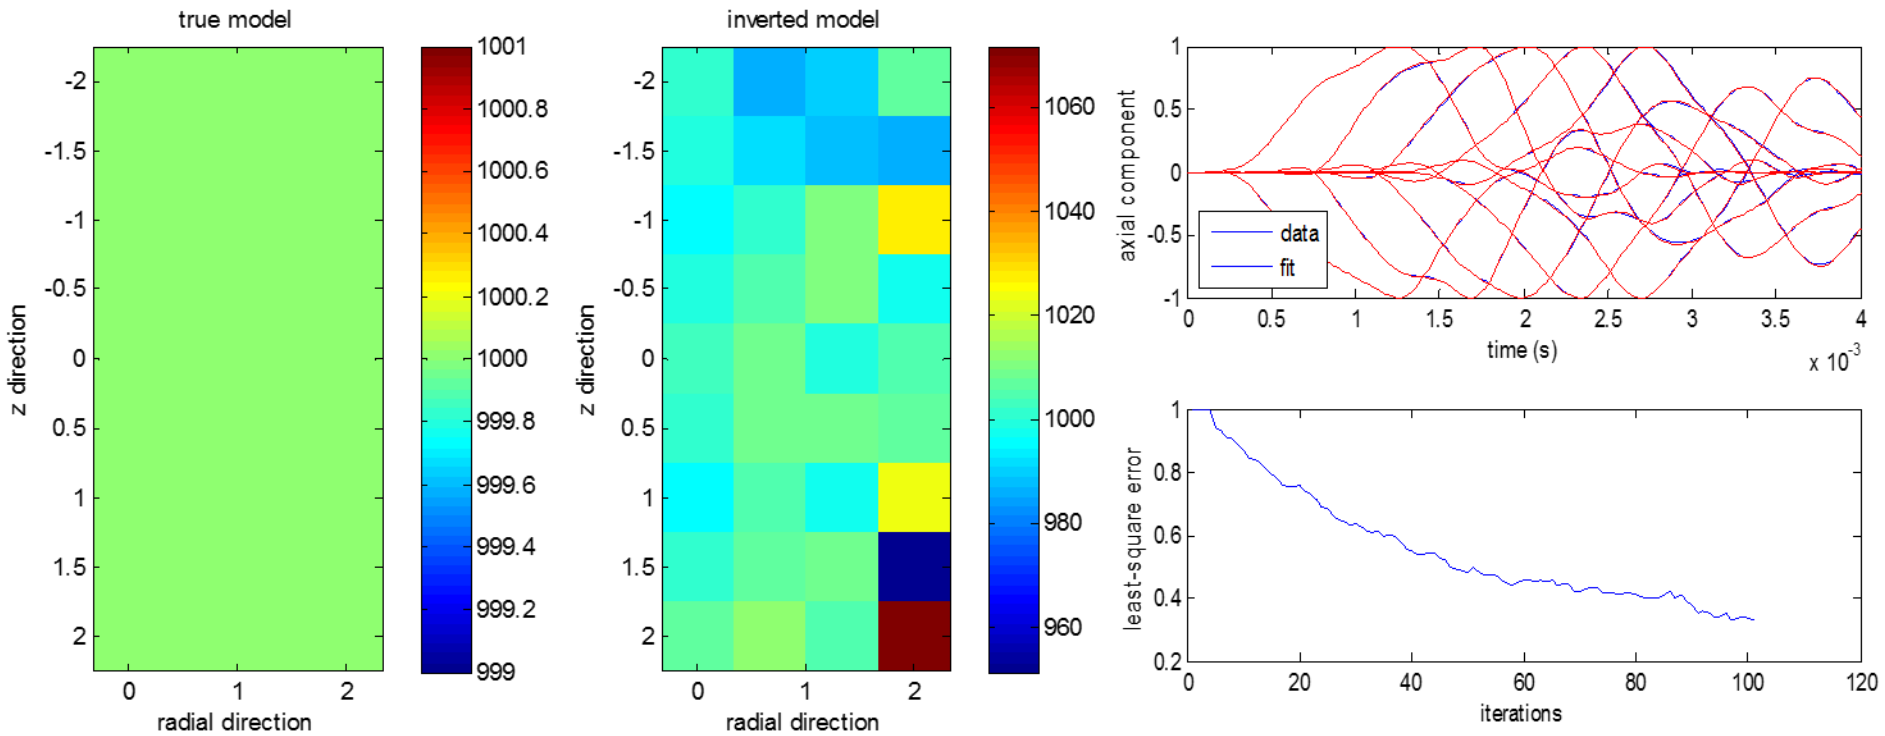 true model
-2
-1.5
-1
-0.5
0
0.5
1
1.5
2
z direction
0 1 2
radial direction
1001
1000.8
1000.6
1000.4
1000.2
1000
999.8
999.6
999.4
999.2
999
inverted model
-2
-1.5
-1
-0.5
0
0.5
1
1.5
2
z direction
0 1 2
radial direction
1060
1040
1020
1000
980
960
1
0.5
0
-0.5
-1
axial component
data
fit
0 0.5 1 1.5 2 2.5 3 3.5 4
time (s)
x 10-3
1
0.8
0.6
0.4
0.2
least-square error
0 20 40 60 80 100 120
iterations